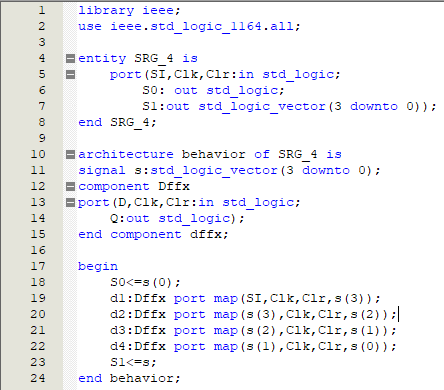 1 library ieee;
2 use ieee.std_logic_1164.all;
3
4 entity SRG_4 is
5 port(SI,Clk,Clr:in std_logic;
6 S0: out std_logic;
7 S1:out std_logic_vector(3 downto 0));
8 end SRG_4;
9
10 architecture behavior of SRG_4 is
11 signal s:std_logic_vector(3 downto 0);
12 component Dffx
13 port(D,Clk,Clr:in std_logic;
14 Q:out std_logic);
15 end component dffx;
16
17 begin
18 S0<=s(0);
19 d1:Dffx port map(SI,Clk,Clr,s(3));
20 d2:Dffx port map(s(3),Clk,Clr,s(2));
21 d3:Dffx port map(s(2),Clk,Clr,s(1));
22 d4:Dffx port map(s(1),Clk,Clr,s(0));
23 S1<=s;
24 end behavior;